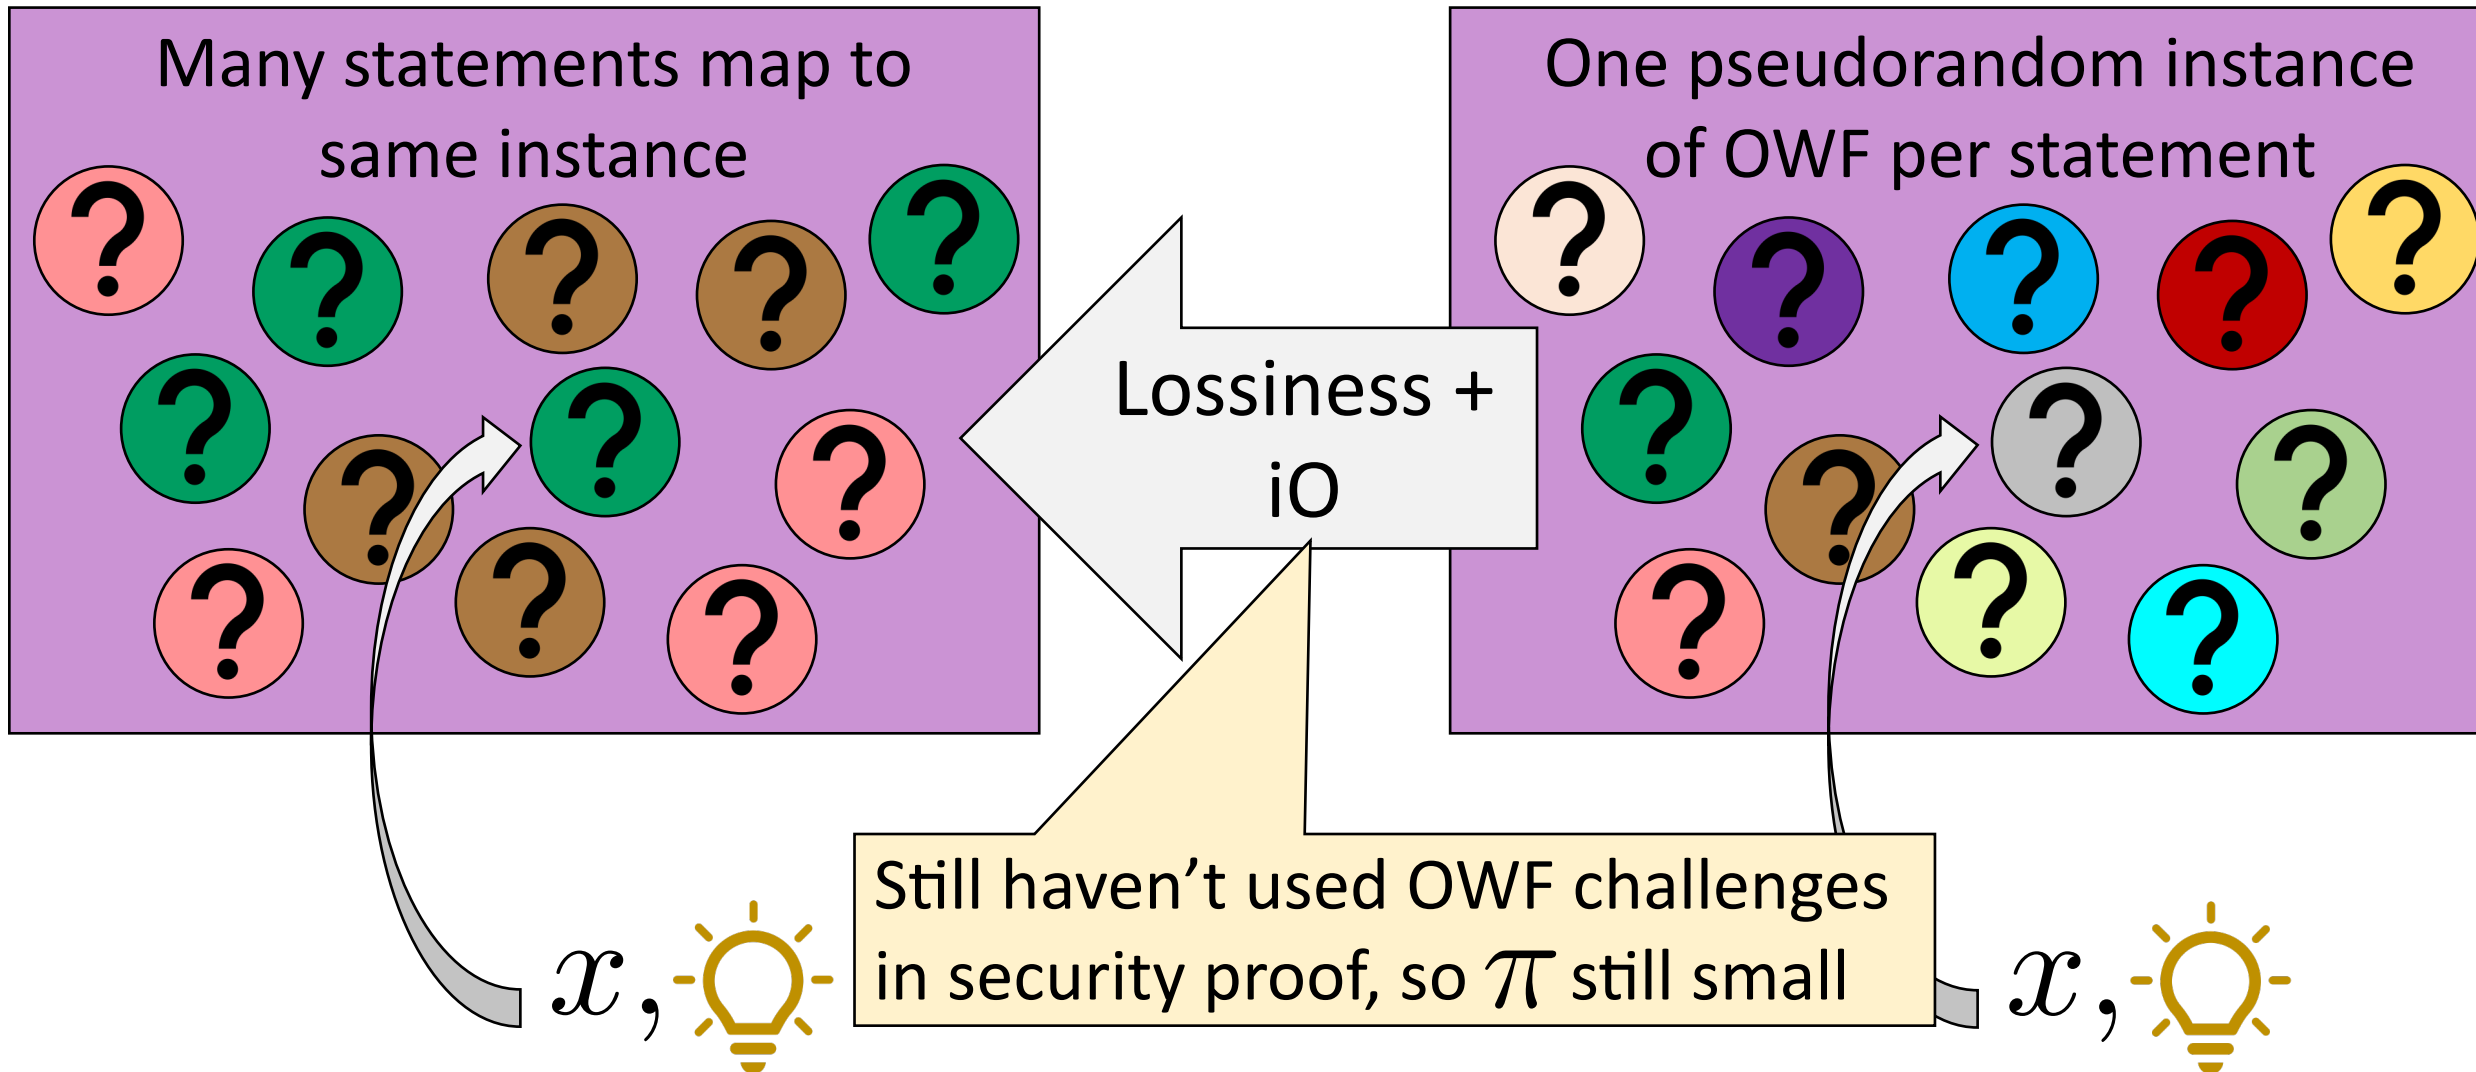 Many statements map to
same instance
? ? ? ? ?
? ? ?
? ?
? ? ?
One pseudorandom instance
of OWF per statement
? ? ? ? ?
? ? ?
? ?
? ?
Lossiness +
iO
Still haven't used OWF challenges
in security proof, so π still small
x,
x,